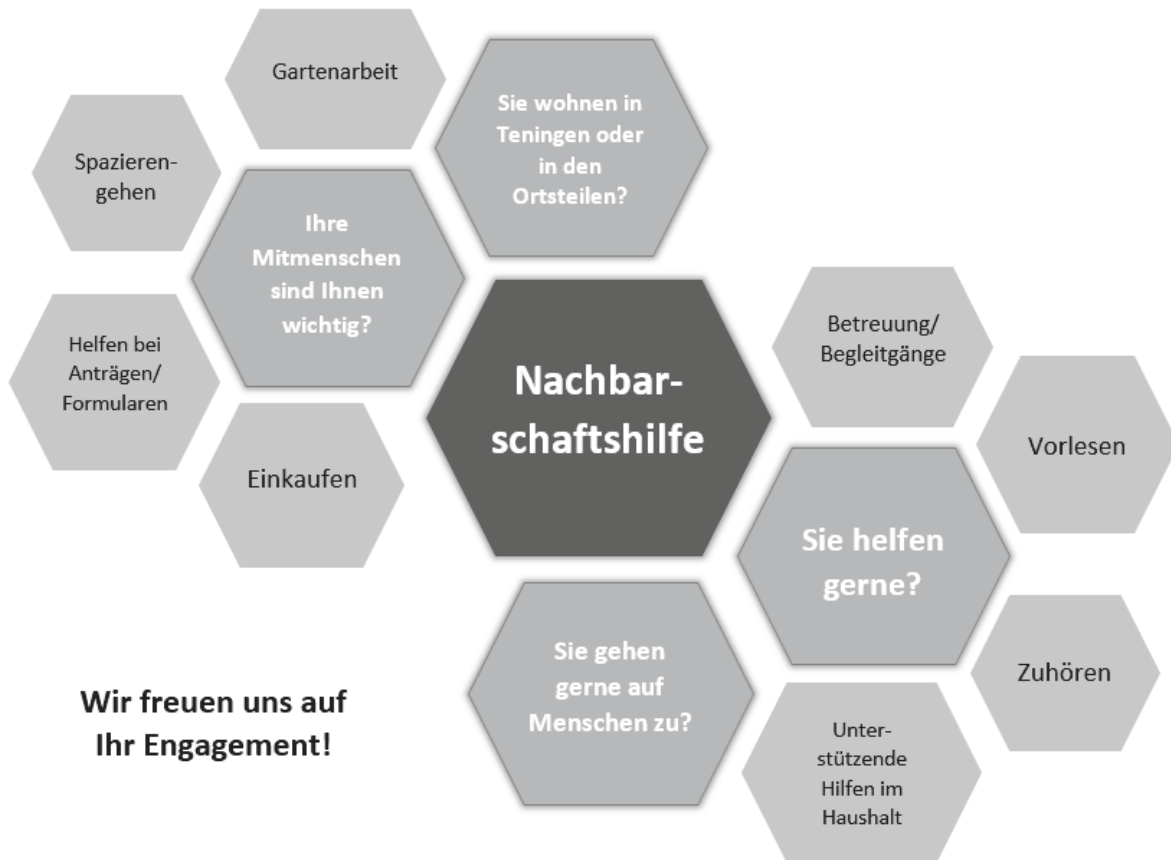 Gartenarbeit
Sie wohnen in
Teningen oder
in den
Ortsteilen?
Spazieren-
gehen
Ihre
Mitmenschen
sind Ihnen
wichtig?
Helfen bei
Anträgen/
Formularen
Einkaufen
Nachbar-
schaftshilfe
Betreuung/
Begleitgänge
Vorlesen
Sie helfen
gerne?
Zuhören
Sie gehen
gerne auf
Menschen zu?
Unter-
stützende
Hilfen im
Haushalt
Wir freuen uns auf
Ihr Engagement!